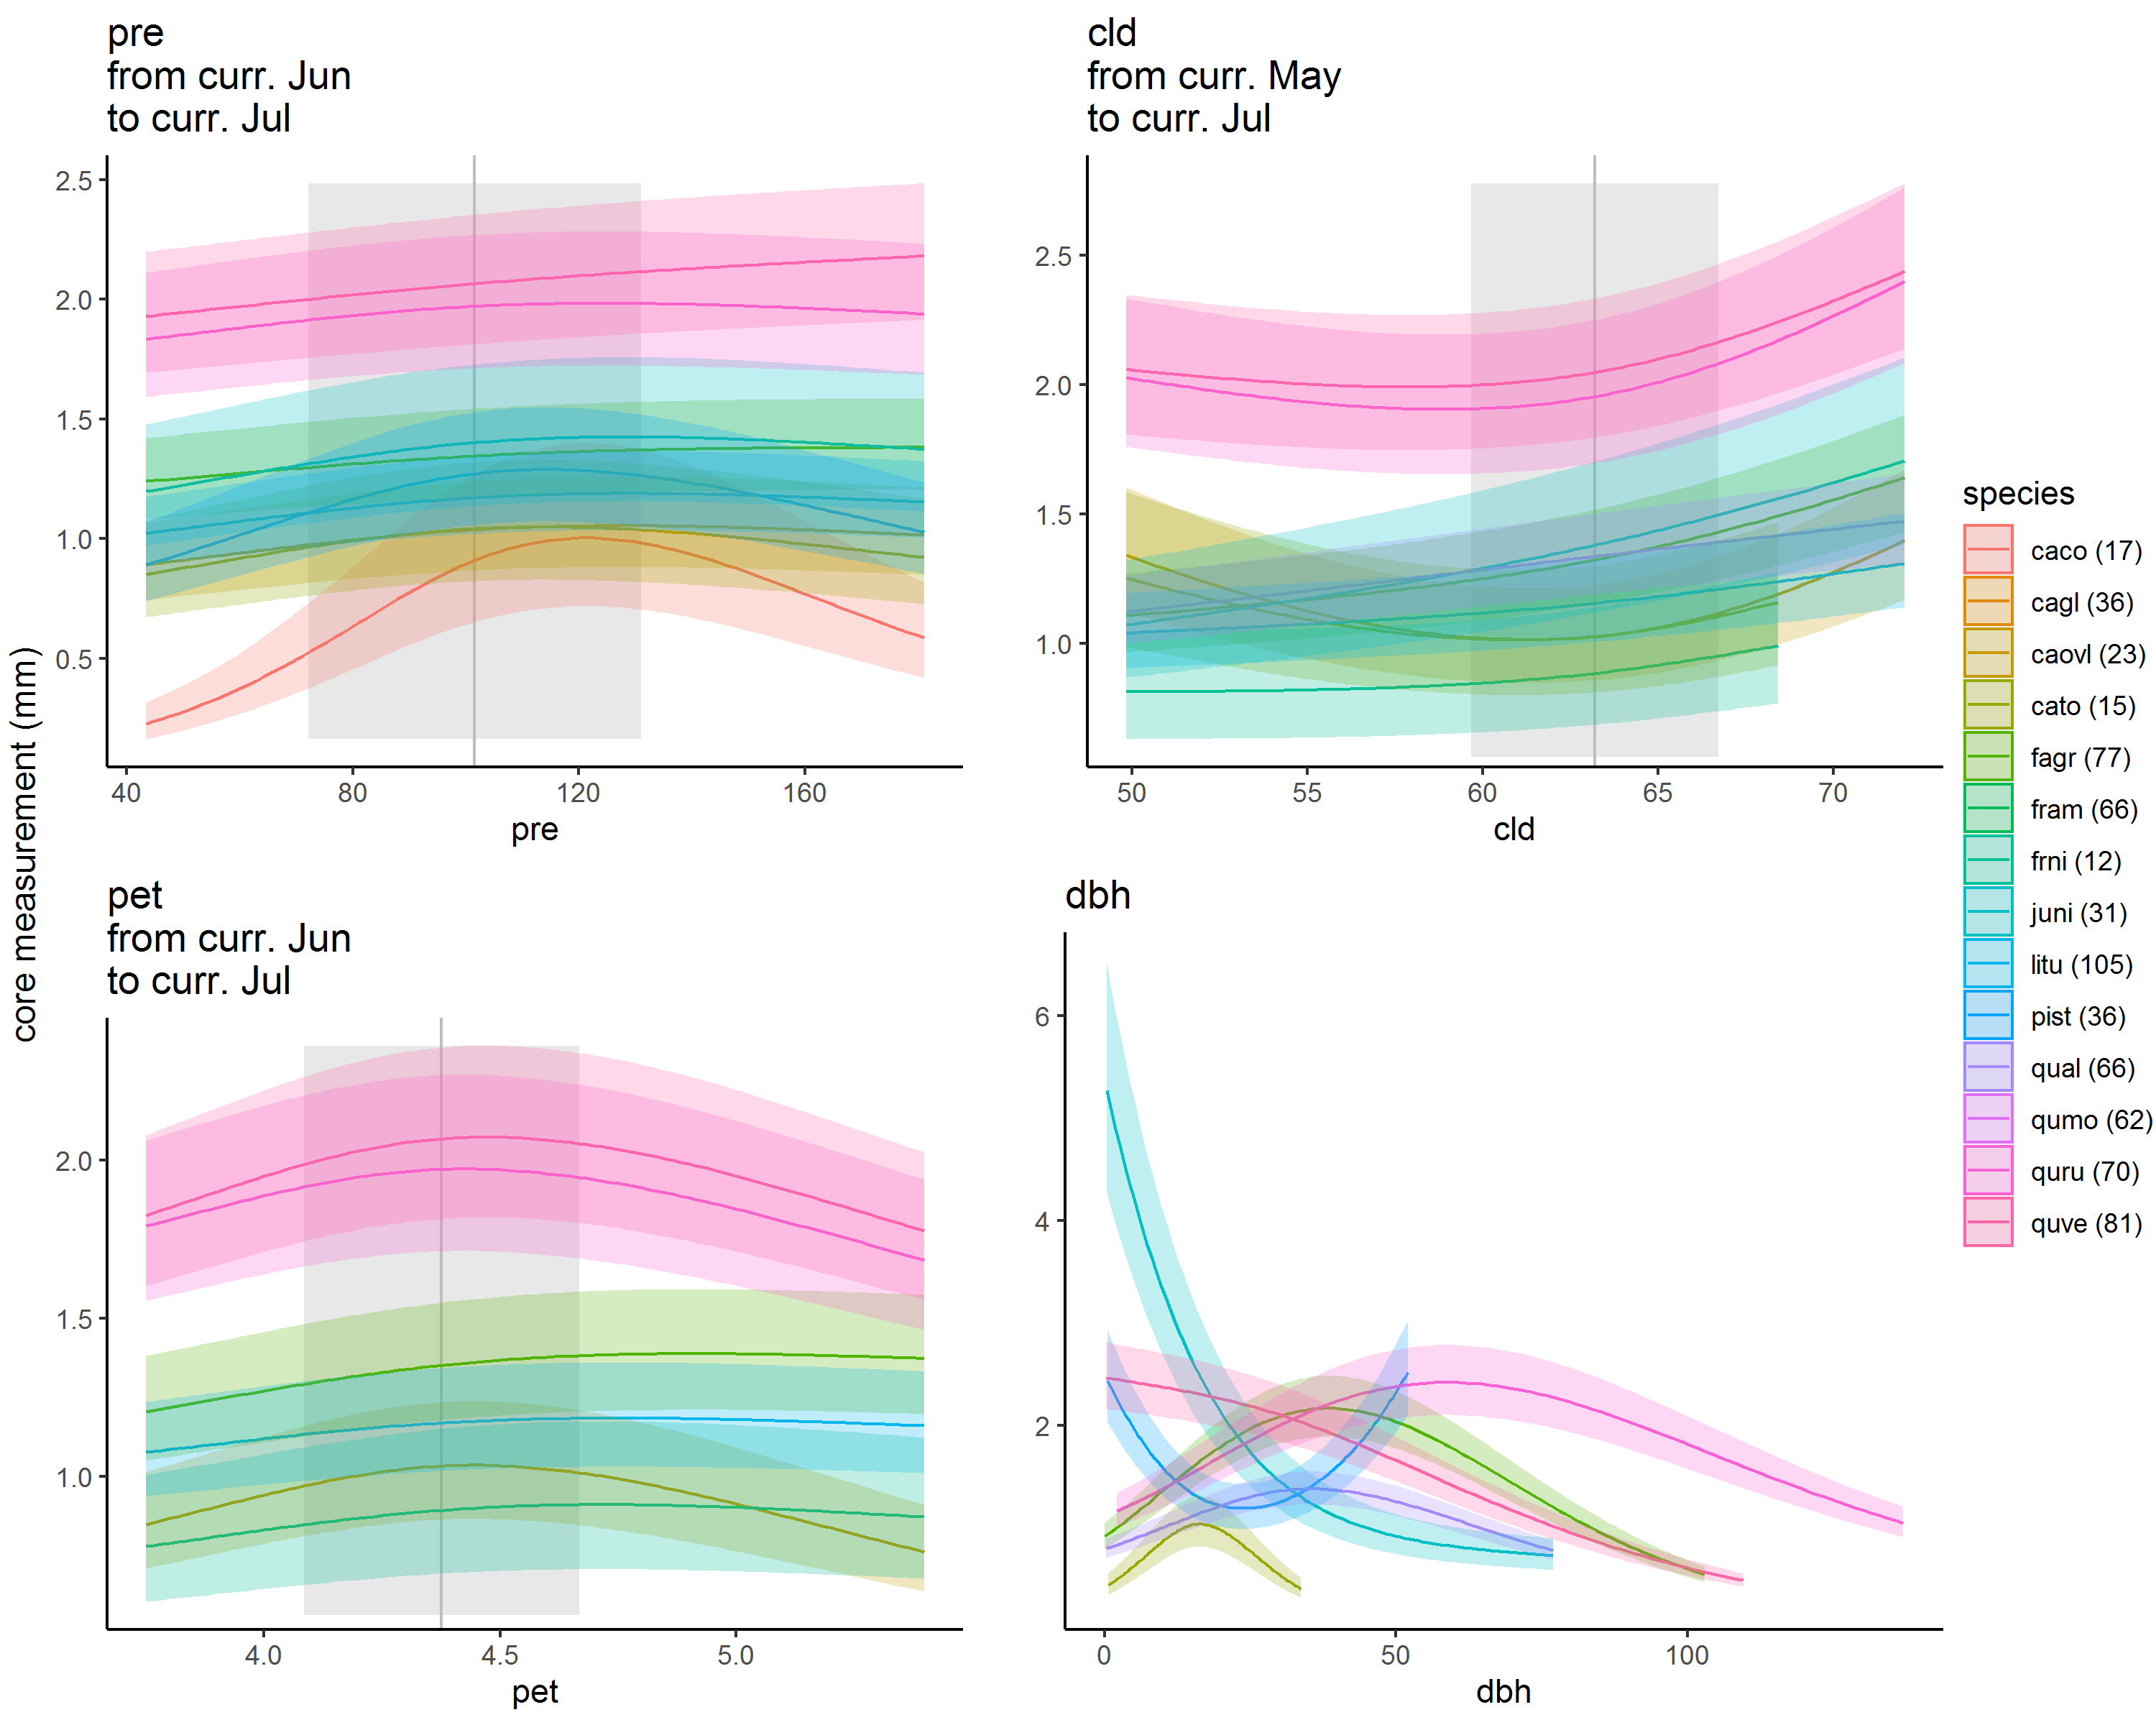 pre
from curr. Jun
to curr. Jul
2.5
2.0
1.5
1.0
0.5
40 80 120 160
pre
cld
from curr. May
to curr. Jul
2.5
2.0
1.5
1.0
50 55 60 65 70
cld
core measurement (mm)
pet
from curr. Jun
to curr. Jul
2.0
1.5
1.0
4.0 4.5 5.0
pet
dbh
6
4
2
0 50 100
dbh
species
caco (17)
cagl (36)
caovl (23)
cato (15)
fagr (77)
fram (66)
frni (12)
juni (31)
litu (105)
pist (36)
qual (66)
qumo (62)
quru (70)
quve (81)